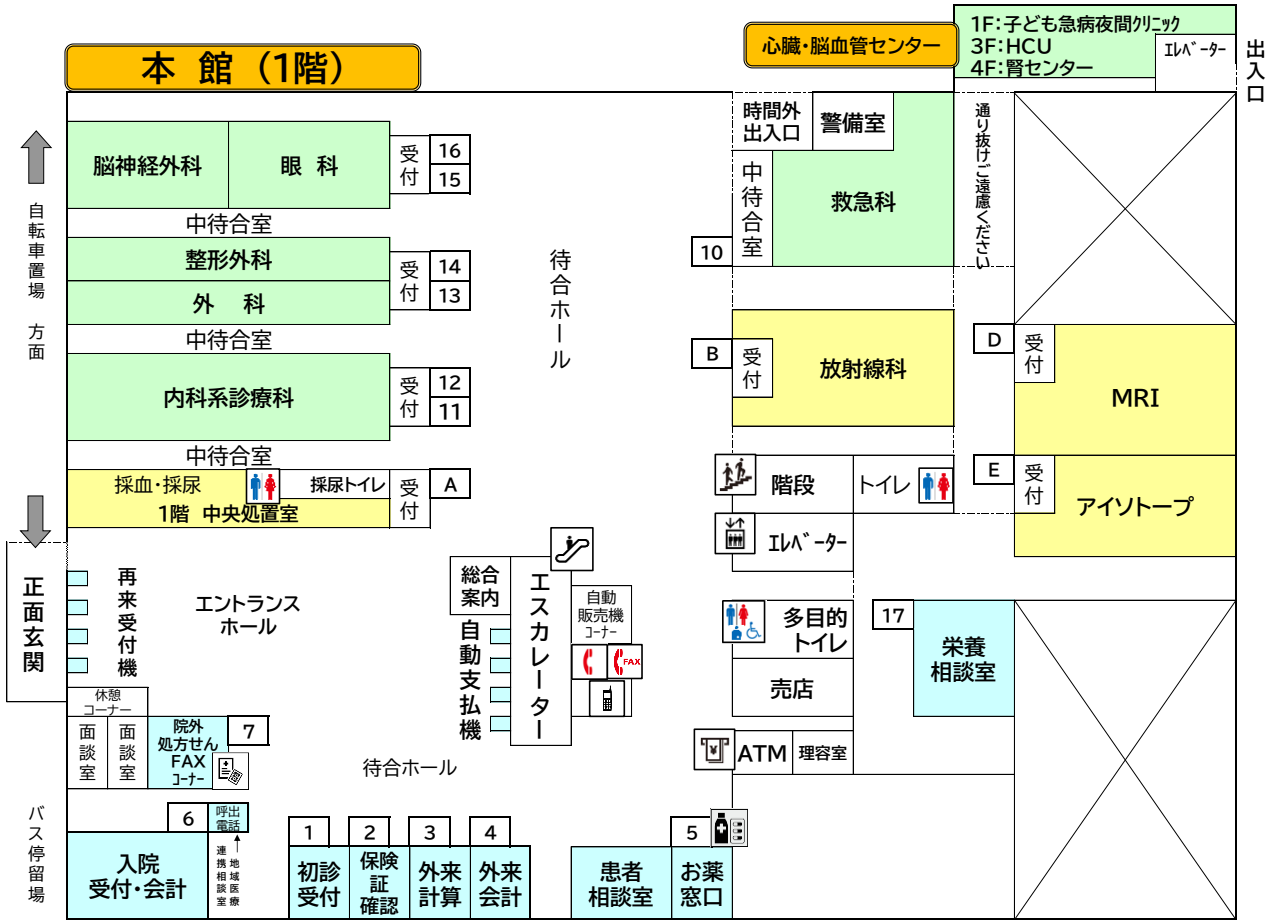 本館（1階）
心臓・脳血管センター
1F:子ども急病夜間クリニック
3F:HCU
4F:腎センター
エレベーター
出入口
自転車置場 方面
脳神経外科
眼科
受付
16
15
中待合室
整形外科
外科
受付
14
13
中待合室
内科系診療科
受付
12
11
中待合室
採血・採尿
採尿トイレ
1階 中央処置室
受付
A
待合ホール
時間外
出入口
警備室
中待合室
救急科
10
通り抜けご遠慮ください
B
受付
放射線科
D
受付
MRI
階段
トイレ
E
受付
アイソトープ
エレベーター
正面玄関
再来受付機
エントランス
ホール
総合
案内
エスカレーター
自動支払機
自動
販売機
コーナー
FAX
多目的
トイレ
売店
ATM
理容室
17
栄養
相談室
休憩
コーナー
面談室
面談室
院外
処方せん
FAX
コーナー
7
待合ホール
バス停留場
6
呼出
電話
入院
受付・会計
地域医療
連携相談室
1
初診
受付
2
保険
証
確認
3
外来
計算
4
外来
会計
患者
相談室
5
お薬
窓口